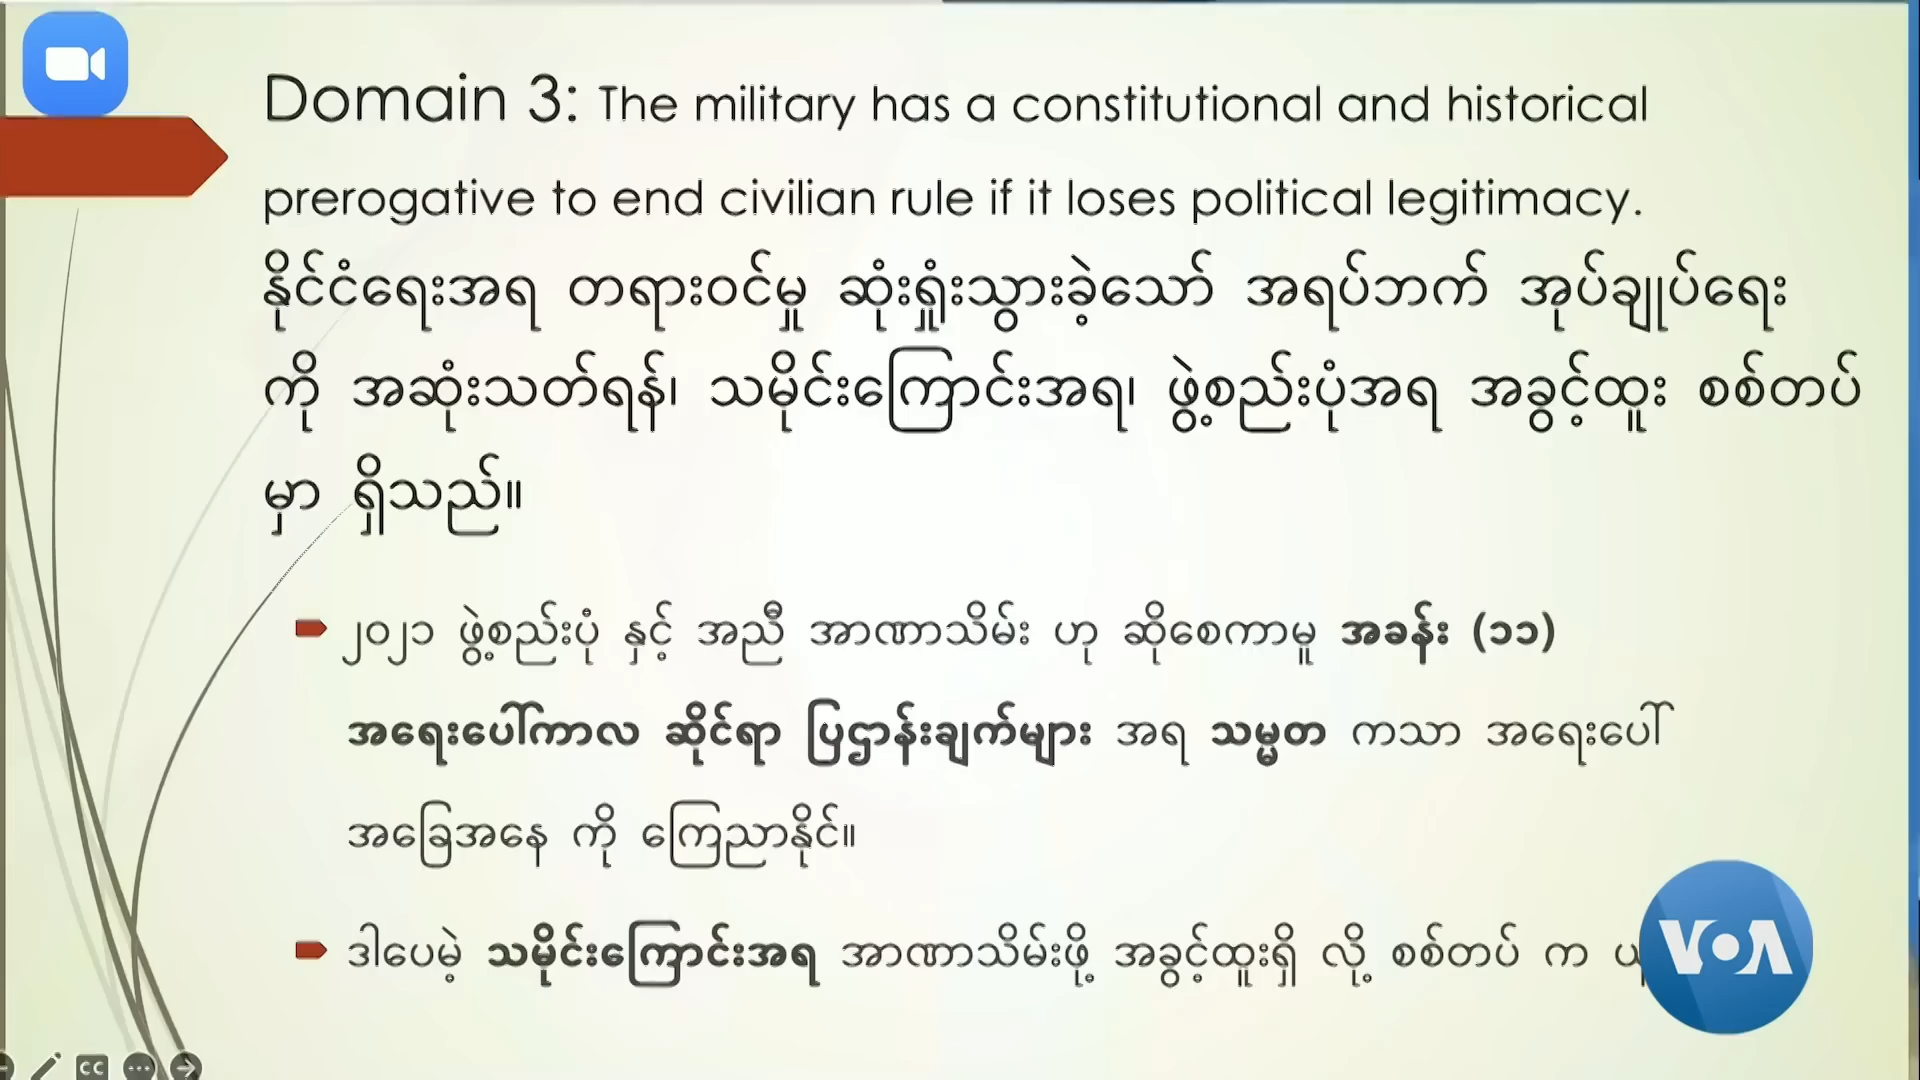 Domain 3: The military has a constitutional and historical
prerogative to end civilian rule if it loses political legitimacy.
နိုင်ငံရေးအရ တရားဝင်မှု ဆုံးရှုံးသွားခဲ့သော် အရပ်ဘက် အုပ်ချုပ်ရေး
ကို အဆုံးသတ်ရန်၊ သမိုင်းကြောင်းအရ၊ ဖွဲ့စည်းပုံအရ အခွင့်ထူး စစ်တပ်
မှာ ရှိသည်။
၂၀၂၁ ဖွဲ့စည်းပုံ နှင့် အညီ အာဏာသိမ်း ဟု ဆိုစေကာမူ အခန်း (၁၁)
အရေးပေါ်ကာလ ဆိုင်ရာ ပြဌာန်းချက်များ အရ သမ္မတ ကသာ အရေးပေါ်
အခြေအနေ ကို ကြေညာနိုင်။
ဒါပေမဲ့ သမိုင်းကြောင်းအရ အာဏာသိမ်းဖို့ အခွင့်ထူးရှိ လို့ စစ်တပ် က
VOA
CC